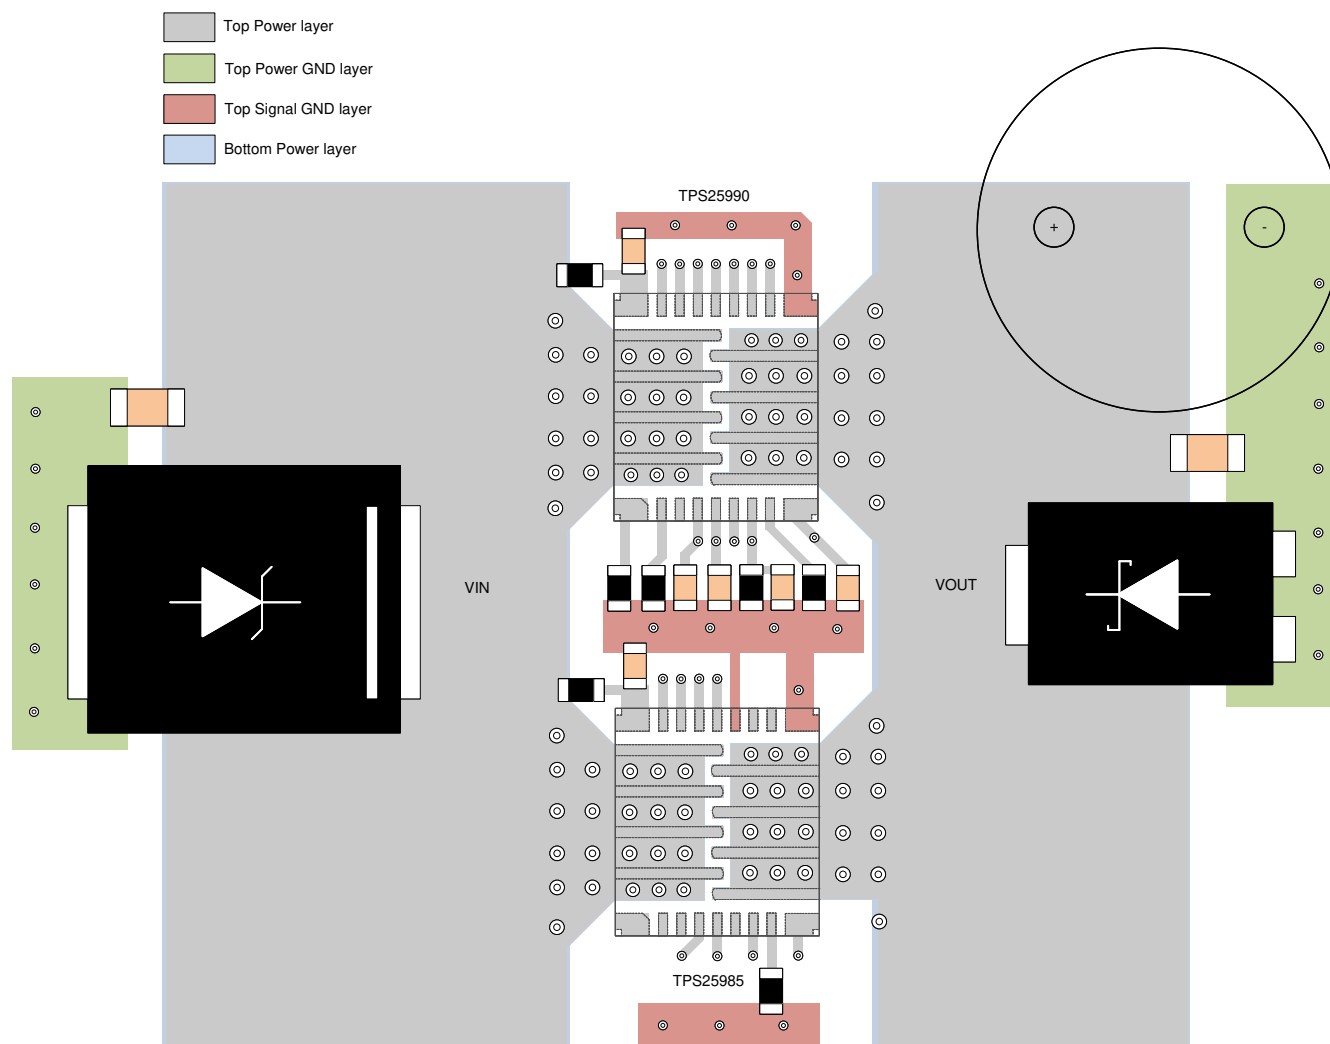 Top Power layer
Top Power GND layer
Top Signal GND layer
Bottom Power layer
TPS25990
+
-
VIN
VOUT
TPS25985